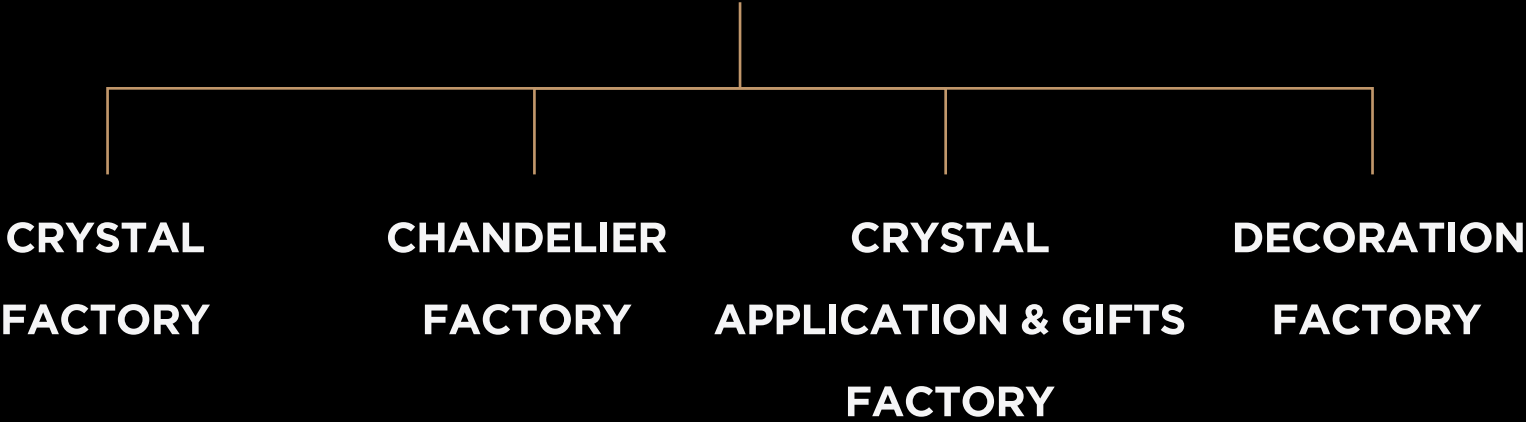 CRYSTAL
FACTORY
CHANDELIER
FACTORY
CRYSTAL
APPLICATION & GIFTS
FACTORY
DECORATION
FACTORY